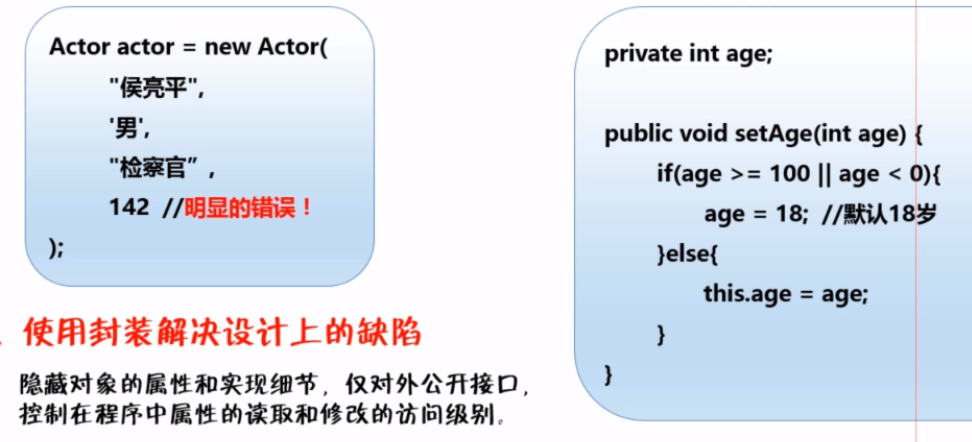 Actor actor = new Actor(
"侯亮平",
'男',
"检察官”,
142 //明显的错误！
);
使用封装解决设计上的缺陷
隐藏对象的属性和实现细节，仅对外公开接口，
控制在程序中属性的读取和修改的访问级别。
private int age;
public void setAge(int age) {
if(age >= 100 || age < 0){
age = 18; //默认18岁
}else{
this.age = age;
}
}